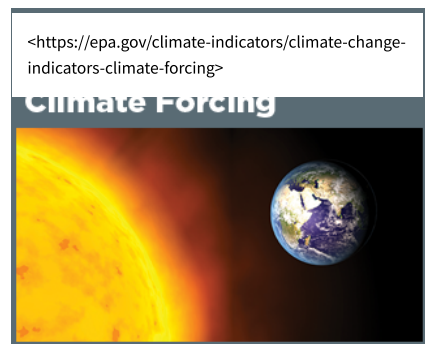 <https://epa.gov/climate-indicators/climate-change-
indicators-climate-forcing>
Climate Forcing